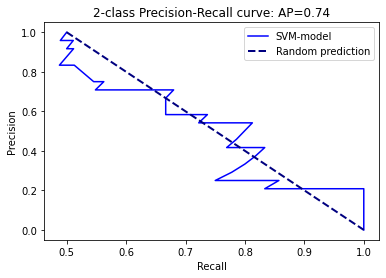 2-class Precision-Recall curve: AP=0.74
SVM-model
Random prediction
Precision
1.0
0.8
0.6
0.4
0.2
0.0
0.5
0.6
0.7
0.8
0.9
1.0
Recall